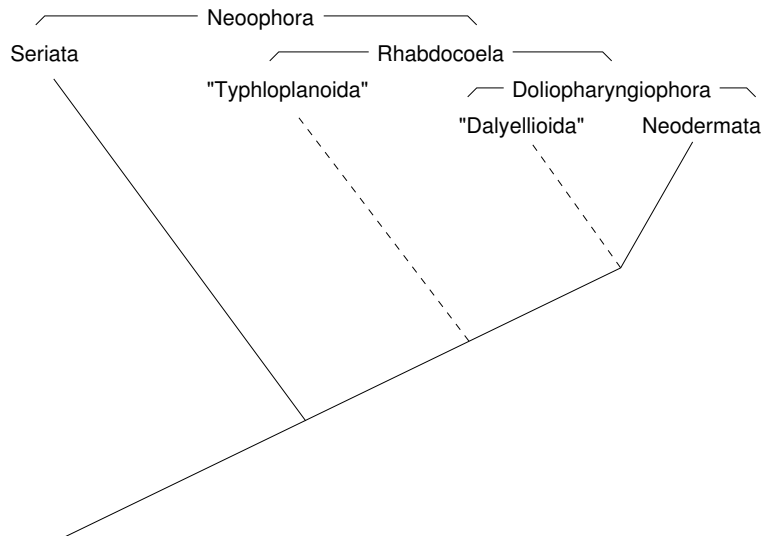 Neoophora
Seriata
Rhabdocoela
"Typhloplanoida"
Doliopharyngiophora
"Dalyellioida"
Neodermata